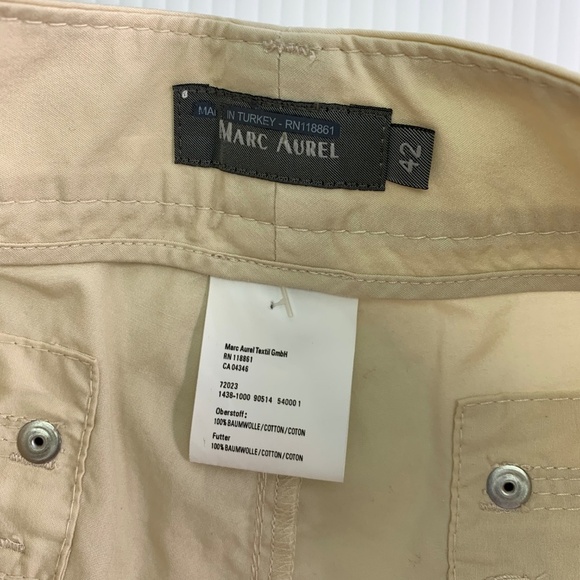 MADE IN TURKEY - RN118861
MARC AUREL
42
Marc Aurel Textil GmbH
RN 118861
CA 04346
72023
1438-1000 90514 54000 1
Oberstoff:
100% BAUMWOLLE/COTTON/COTON
Futter
100% BAUMWOLLE/COTTON/COTON